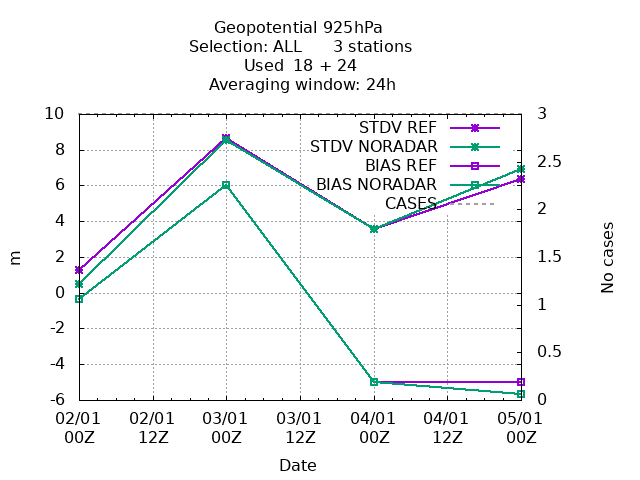 Geopotential 925hPa
Selection: ALL 3 stations
Used 18 + 24
Averaging window: 24h
10
8
6
4
2
0
-2
-4
-6
m
3
2.5
2
1.5
1
0.5
0
No cases
STDV REF
STDV NORADAR
BIAS REF
BIAS NORADAR
CASES
02/01 02/01 03/01 03/01 04/01 04/01 05/01
00Z 12Z 00Z 12Z 00Z 12Z 00Z
Date